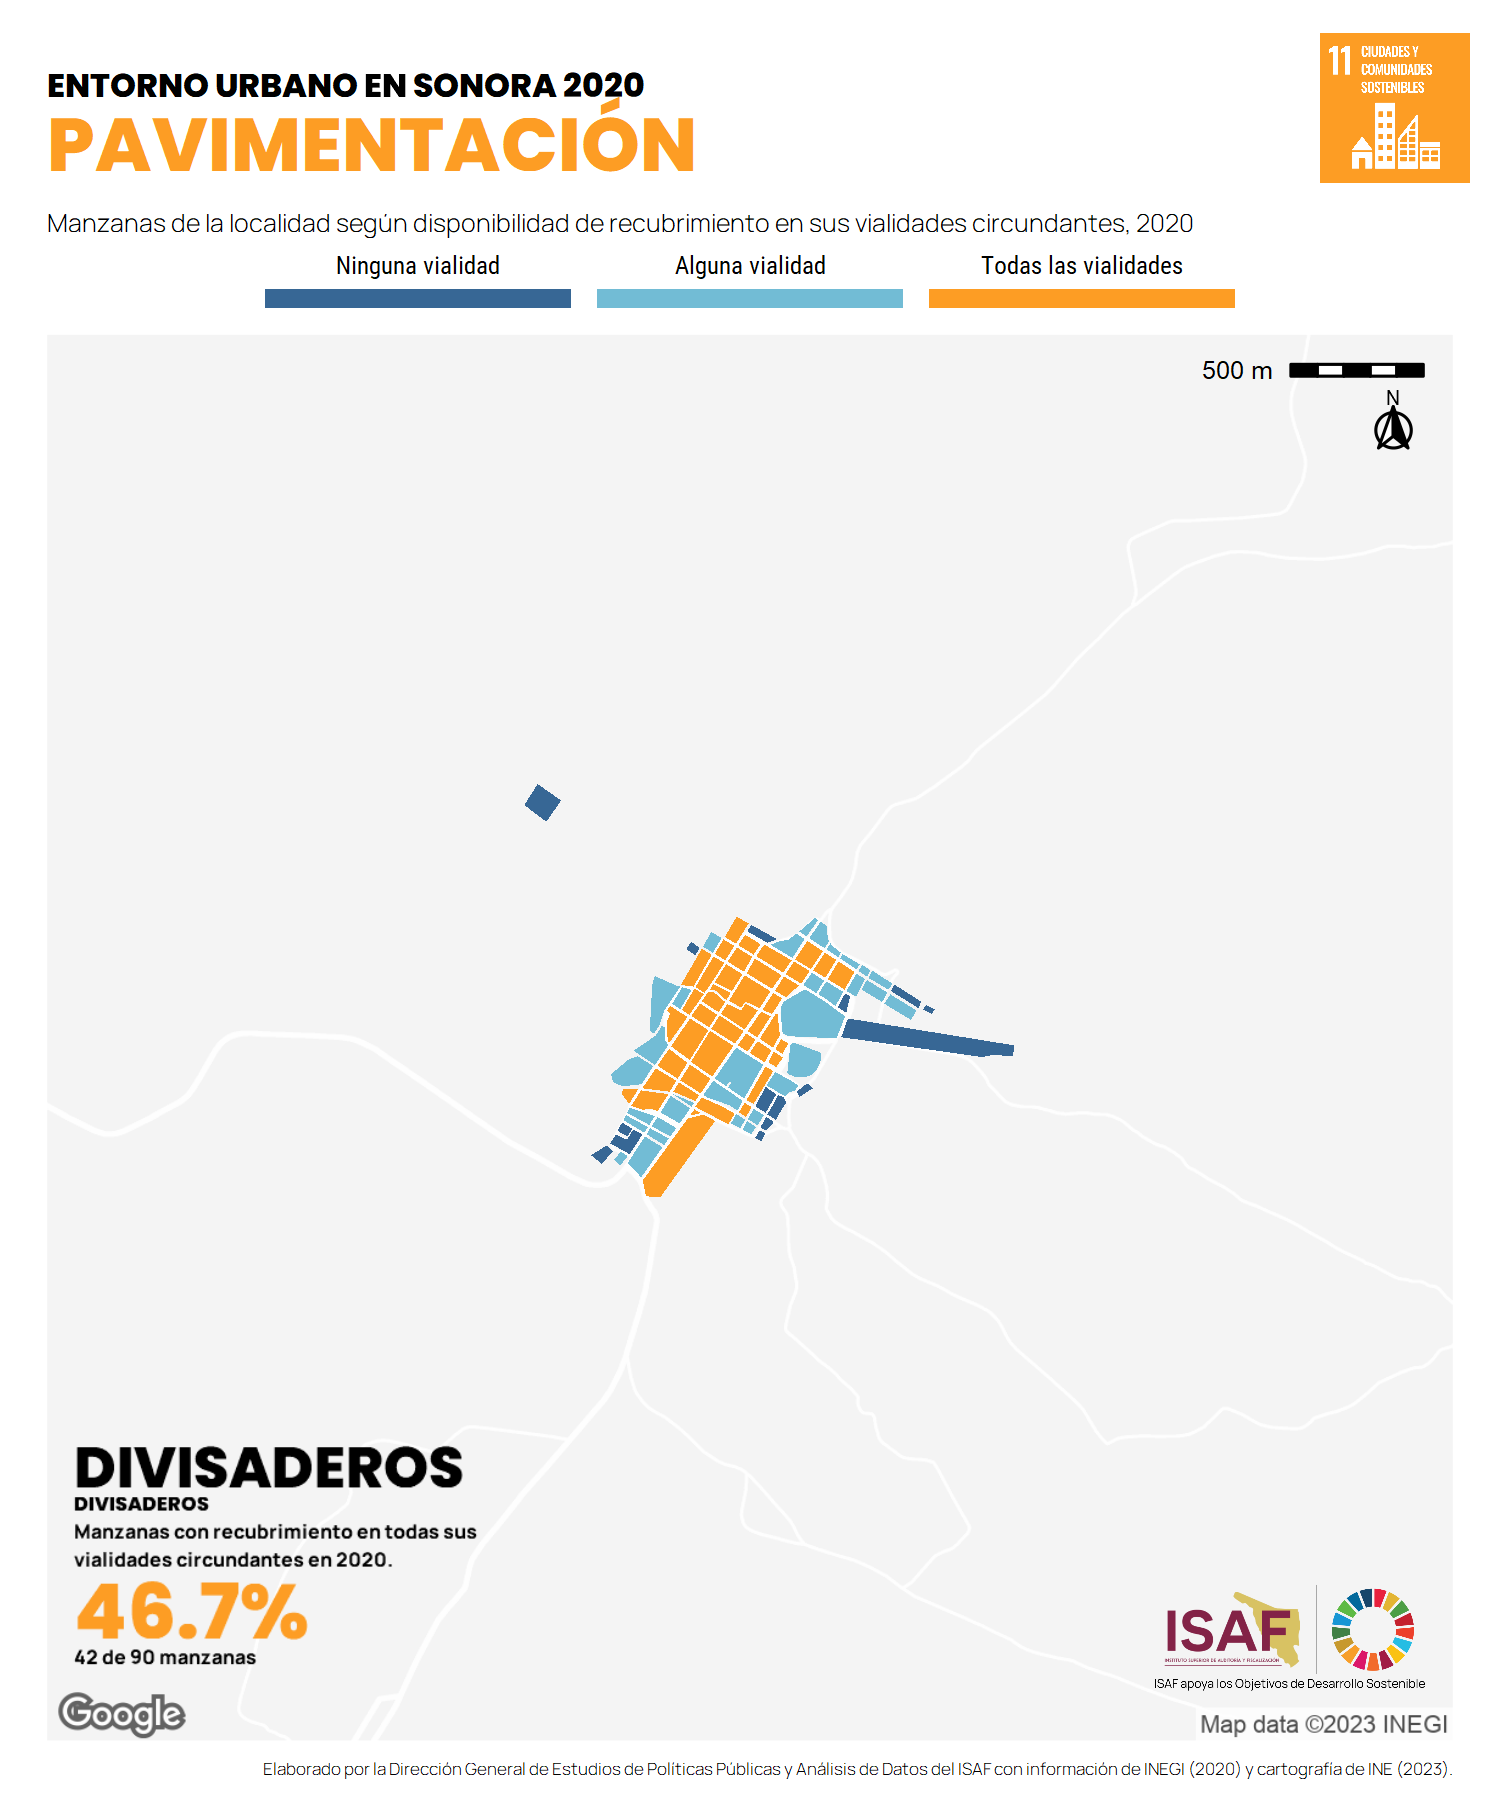 ENTORNO URBANO EN SONORA 2020
PAVIMENTACIÓN
11 CIUDADES Y
COMUNIDADES
SOSTENIBLES
Manzanas de la localidad según disponibilidad de recubrimiento en sus vialidades circundantes, 2020
Ninguna vialidad Alguna vialidad Todas las vialidades
500 m
N
DIVISADEROS
DIVISADEROS
Manzanas con recubrimiento en todas sus
vialidades circundantes en 2020.
46.7%
42 de 90 manzanas
ISAF
INSTITUTO SUPERIOR DE AUDITORÍA Y FISCALIZACIÓN
ISAF apoya los Objetivos de Desarrollo Sostenible
Google
Map data ©2023 INEGI
Elaborado por la Dirección General de Estudios de Políticas Públicas y Análisis de Datos del ISAF con información de INEGI (2020) y cartografía de INE (2023).